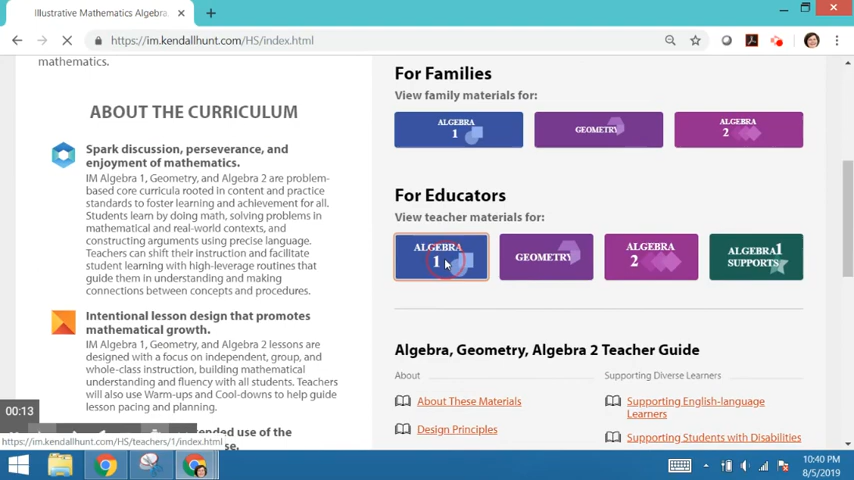 Illustrative Mathematics Algebra,
https://im.kendallhunt.com/HS/index.html
mathematics.
ABOUT THE CURRICULUM
Spark discussion, perseverance, and
enjoyment of mathematics.
IM Algebra 1, Geometry, and Algebra 2 are problem-
based core curricula rooted in content and practice
standards to foster learning and achievement for all.
Students learn by doing math, solving problems in
mathematical and real-world contexts, and
constructing arguments using precise language.
Teachers can shift their instruction and facilitate
student learning with high-leverage routines that
guide them in understanding and making
connections between concepts and procedures.
Intentional lesson design that promotes
mathematical growth.
IM Algebra 1, Geometry, and Algebra 2 lessons are
designed with a focus on independent, group, and
whole-class instruction, building mathematical
understanding and fluency with all students. Teachers
will also use Warm-ups and Cool-downs to help guide
lesson pacing and planning.
ended use of the
se.
For Families
View family materials for:
ALGEBRA
1
GEOMETRY
ALGEBRA
2
For Educators
View teacher materials for:
ALGEBRA
1
GEOMETRY
ALGEBRA
2
ALGEBRA 1
SUPPORTS
Algebra, Geometry, Algebra 2 Teacher Guide
About
About These Materials
Design Principles
Supporting Diverse Learners
Supporting English-language
Learners
Supporting Students with Disabilities
00:13
https://im.kendallhunt.com/HS/teachers/1/index.html
10:40 PM
8/5/2019